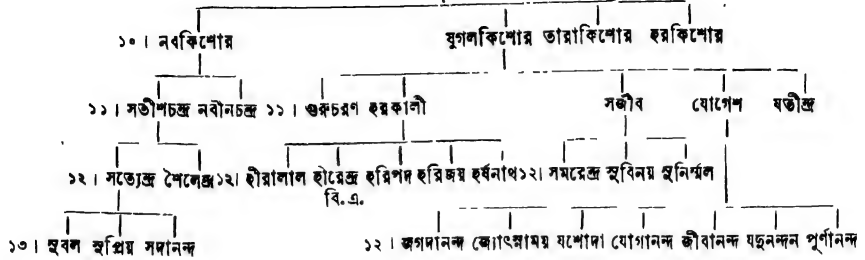 ১০। নবকিশোর যুগলকিশোর তারাকিশোর হরকিশোর
১১। সতীশচন্দ্র নবীনচন্দ্র ১১। গুরুচরণ হরকালী সজীব যোগেশ যতীন্দ্র
১২। সত্যেন্দ্র শৈলেন্দ্র ১২। হীরালাল হীরেন্দ্র হরিপদ হরিজয় হর্ষনাথ ১২। সমরেন্দ্র সুবিনয় সুনির্ম্মল
বি.এ.
১৩। সুবল সুপ্রিয় সদানন্দ ১২। জগদানন্দ জ্যোৎস্নাময় যশোদা যোগানন্দ জীবানন্দ যদুনন্দন পূর্ণানন্দ